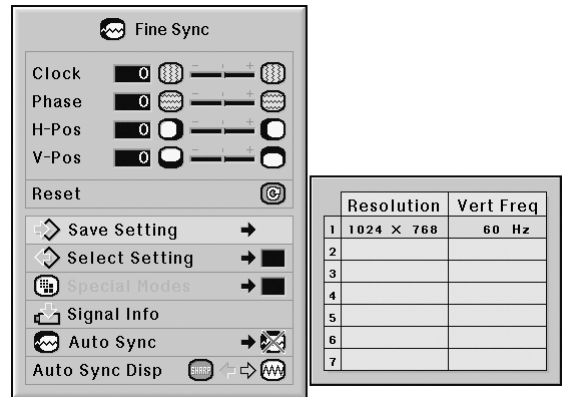 Fine Sync
Clock 0 - +
Phase 0 - +
H-Pos 0 - +
V-Pos 0 - +
Reset
Save Setting
Select Setting
Special Modes
Signal Info
Auto Sync
Auto Sync Disp SHARP
Resolution Vert Freq
1 1024 × 768 60 Hz
2
3
4
5
6
7